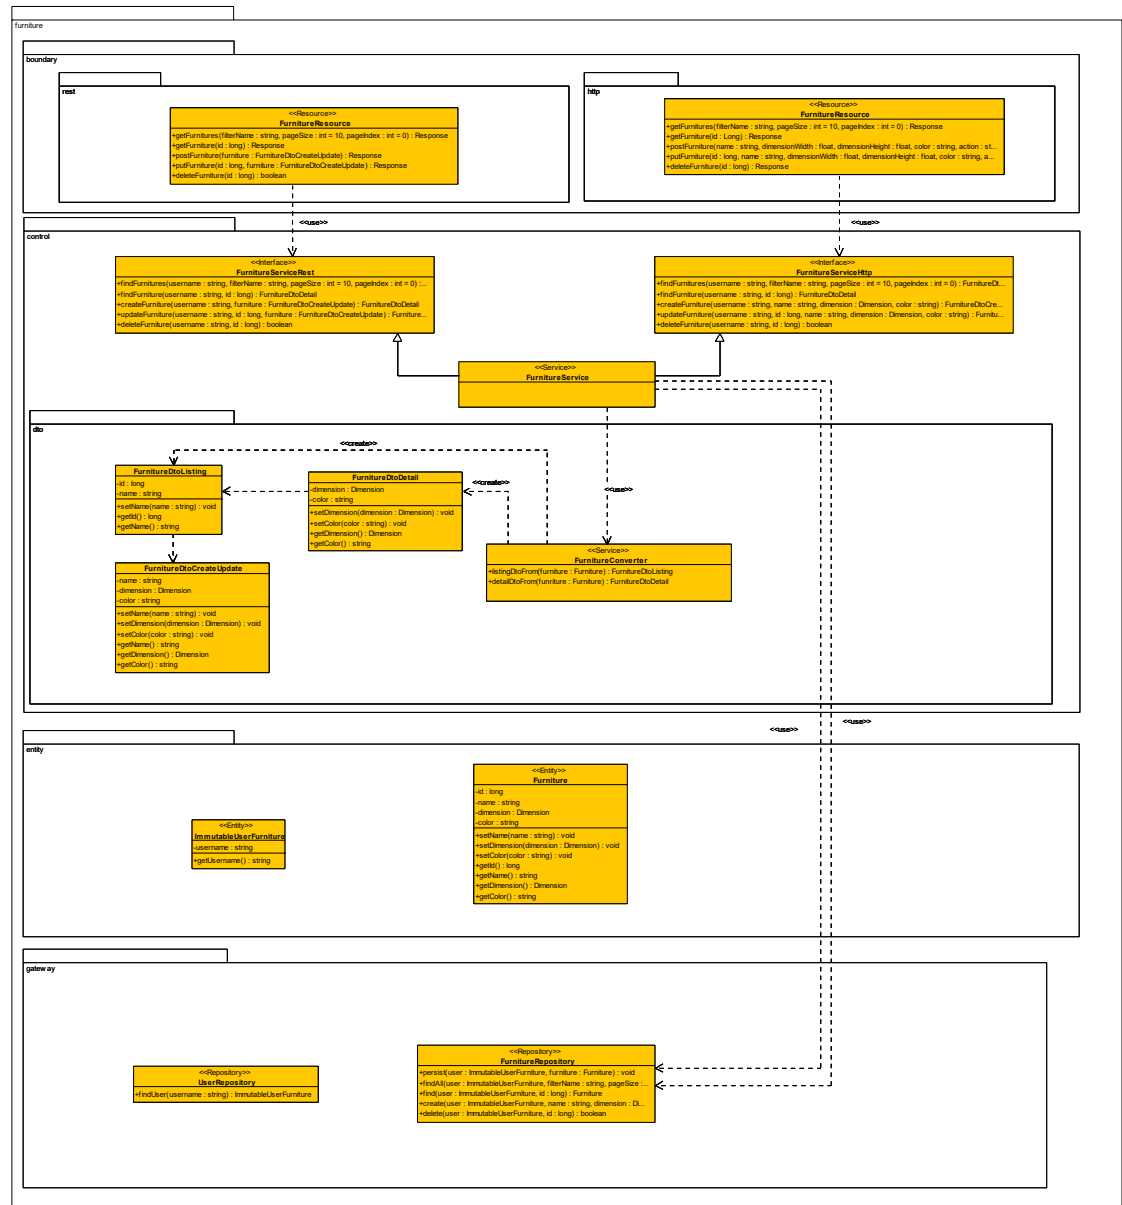 furniture
boundary
rest
<<Resource>>
FurnitureResource
+getFurnitures(filterName : string, pageSize : int = 10, pageIndex : int = 0) : Response
+getFurniture(id : long) : Response
+postFurniture(furniture : FurnitureDtoCreateUpdate) : Response
+putFurniture(id : long, furniture : FurnitureDtoCreateUpdate) : Response
+deleteFurniture(id : long) : boolean
http
<<Resource>>
FurnitureResource
+getFurnitures(filterName : string, pageSize : int = 10, pageIndex : int = 0) : Response
+getFurniture(id : Long) : Response
+postFurniture(name : string, dimensionWidth : float, dimensionHeight : float, color : string, action : st...
+putFurniture(id : long, name : string, dimensionWidth : float, dimensionHeight : float, color : string, a...
+deleteFurniture(id : long) : Response
<<use>>
<<use>>
control
<<Interface>>
FurnitureServiceRest
+findFurnitures(username : string, filterName : string, pageSize : int = 10, pageIndex : int = 0) :...
+findFurniture(username : string, id : long) : FurnitureDtoDetail
+createFurniture(username : string, furniture : FurnitureDtoCreateUpdate) : FurnitureDtoDetail
+updateFurniture(username : string, id : long, furniture : FurnitureDtoCreateUpdate) : Furniture...
+deleteFurniture(username : string, id : long) : boolean
<<Interface>>
FurnitureServiceHttp
+findFurnitures(username : string, filterName : string, pageSize : int = 10, pageIndex : int = 0) : FurnitureDt...
+findFurniture(username : string, id : long) : FurnitureDtoDetail
+createFurniture(username : string, name : string, dimension : Dimension, color : string) : FurnitureDtoCre...
+updateFurniture(username : string, id : long, name : string, dimension : Dimension, color : string) : Furnitu...
+deleteFurniture(username : string, id : long) : boolean
<<Service>>
FurnitureService
dto
<<create>>
FurnitureDtoListing
-id : long
-name : string
+setName(name : string) : void
+getId() : long
+getName() : string
FurnitureDtoDetail
-dimension : Dimension
-color : string
+setDimension(dimension : Dimension) : void
+setColor(color : string) : void
+getDimension() : Dimension
+getColor() : string
<<create>>
<<use>>
<<Service>>
FurnitureConverter
+listingDtoFrom(furniture : Furniture) : FurnitureDtoListing
+detailDtoFrom(funriture : Furniture) : FurnitureDtoDetail
FurnitureDtoCreateUpdate
-name : string
-dimension : Dimension
-color : string
+setName(name : string) : void
+setDimension(dimension : Dimension) : void
+setColor(color : string) : void
+getName() : string
+getDimension() : Dimension
+getColor() : string
<<use>>
<<use>>
entity
<<Entity>>
ImmutableUserFurniture
-username : string
+getUsername() : string
<<Entity>>
Furniture
-id : long
-name : string
-dimension : Dimension
-color : string
+setName(name : string) : void
+setDimension(dimension : Dimension) : void
+setColor(color : string) : void
+getId() : long
+getName() : string
+getDimension() : Dimension
+getColor() : string
gateway
<<Repository>>
UserRepository
+findUser(username : string) : ImmutableUserFurniture
<<Repository>>
FurnitureRepository
+persist(user : ImmutableUserFurniture, furniture : Furniture) : void
+findAll(user : ImmutableUserFurniture, filterName : string, pageSize :...
+find(user : ImmutableUserFurniture, id : long) : Furniture
+create(user : ImmutableUserFurniture, name : string, dimension : Di...
+delete(user : ImmutableUserFurniture, id : long) : boolean